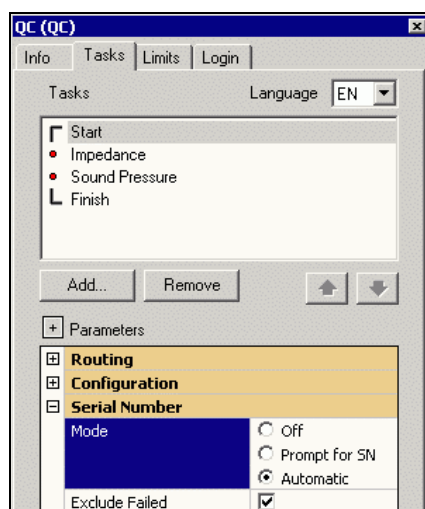 QC (QC)
Info Tasks Limits Login
Tasks Language EN
Start
Impedance
Sound Pressure
Finish
Add... Remove
Parameters
Routing
Configuration
Serial Number
Mode Off
Prompt for SN
Automatic
Exclude Failed